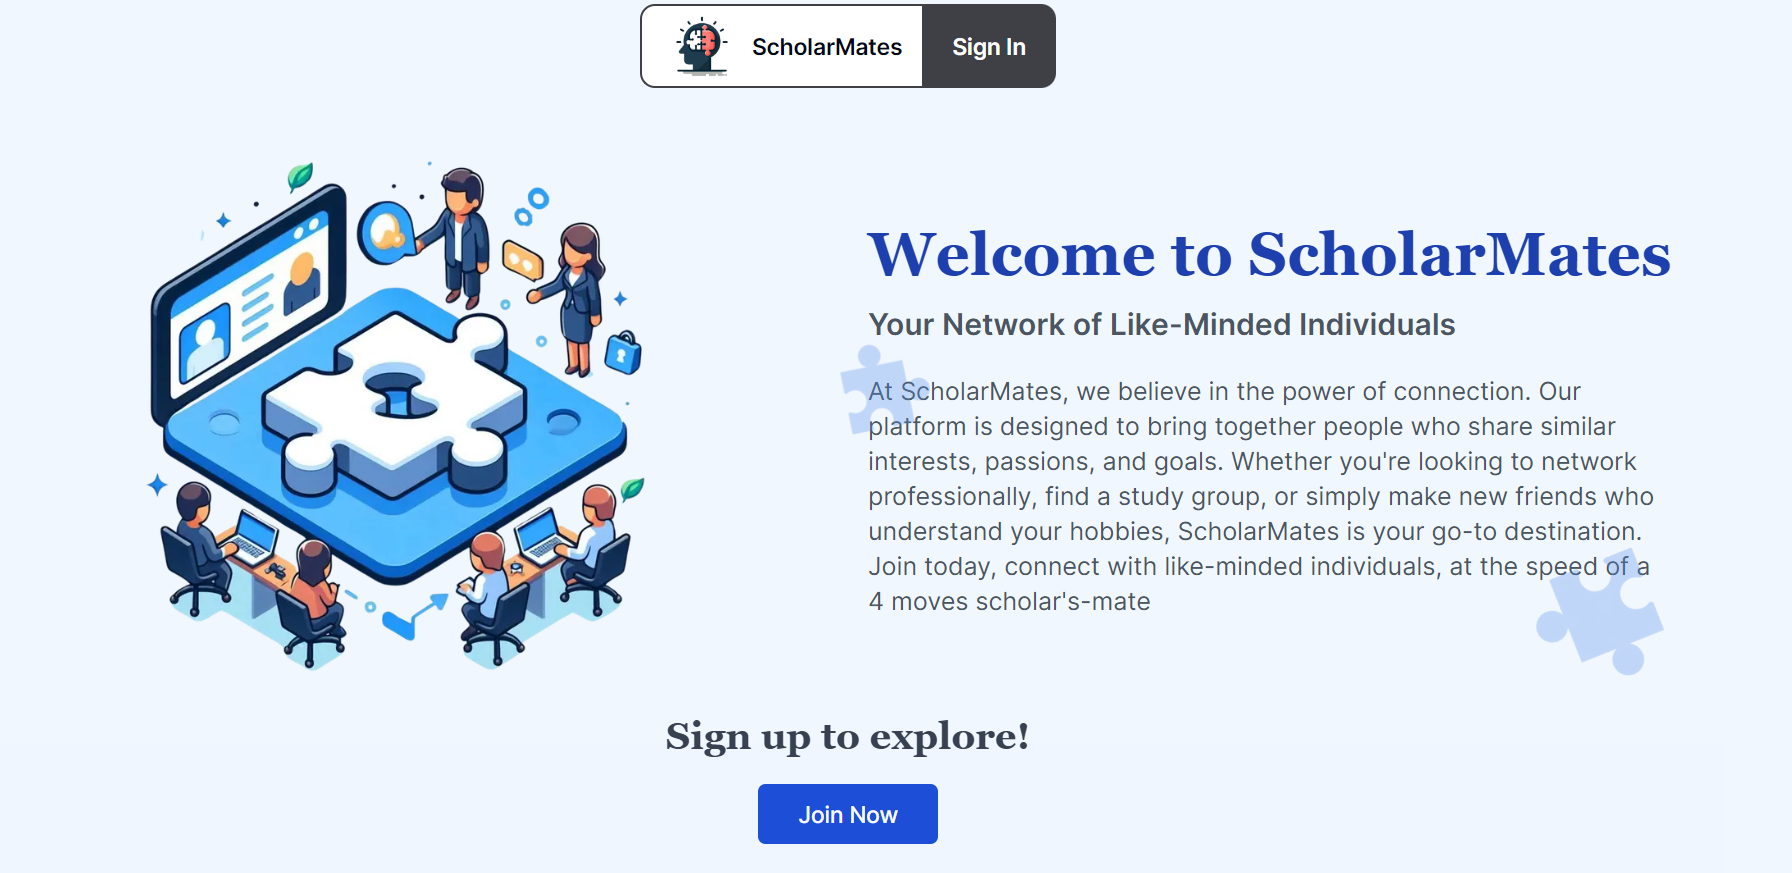 ScholarMates
Sign In
Welcome to ScholarMates
Your Network of Like-Minded Individuals
At ScholarMates, we believe in the power of connection. Our
platform is designed to bring together people who share similar
interests, passions, and goals. Whether you're looking to network
professionally, find a study group, or simply make new friends who
understand your hobbies, ScholarMates is your go-to destination.
Join today, connect with like-minded individuals, at the speed of a
4 moves scholar's-mate
Sign up to explore!
Join Now